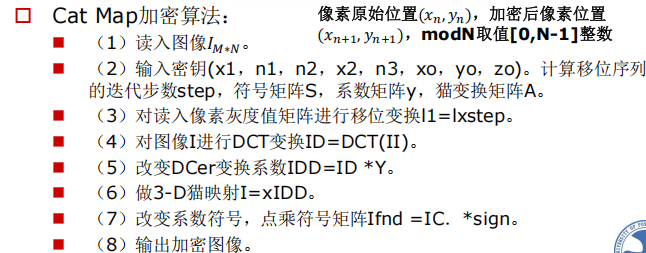 Cat Map加密算法：
像素原始位置(xₙ, yₙ)，加密后像素位置
(xₙ₊₁, yₙ₊₁)，modN取值[0,N-1]整数
（1）读入图像I_{M*N}。
（2）输入密钥(x1，n1，n2，x2，n3，xo，yo，zo)。计算移位序列
的迭代步数step，符号矩阵S，系数矩阵y，猫变换矩阵A。
（3）对读入像素灰度值矩阵进行移位变换l1=lxstep。
（4）对图像I进行DCT变换ID=DCT(II)。
（5）改变DCer变换系数IDD=ID *Y。
（6）做3-D猫映射I=xIDD。
（7）改变系数符号，点乘符号矩阵Ifnd =IC. *sign。
（8）输出加密图像。